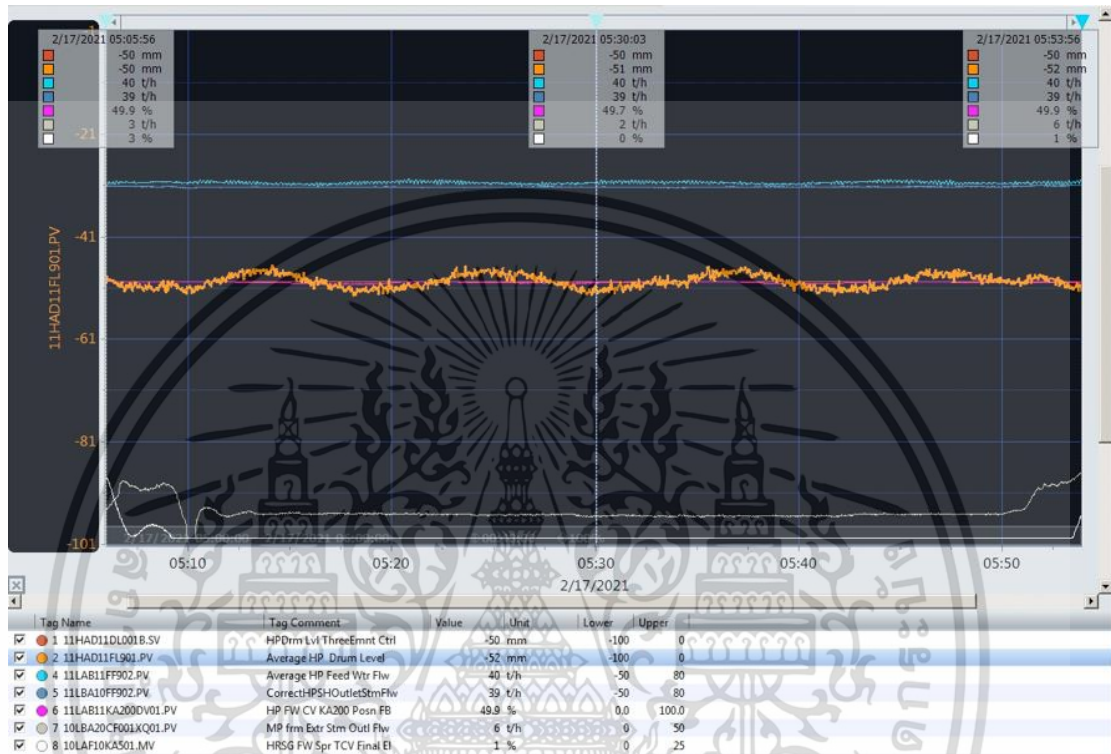 2/17/2021 05:05:56
-50 mm
-50 mm
40 t/h
39 t/h
49.9 %
3 t/h
3 %
2/17/2021 05:30:03
-50 mm
-51 mm
40 t/h
39 t/h
49.7 %
2 t/h
0 %
2/17/2021 05:53:56
-50 mm
-52 mm
40 t/h
39 t/h
49.9 %
6 t/h
1 %
11HAD11FL901.PV
-1
-21
-41
-61
-81
-101
05:10 05:20 05:30 05:40 05:50
2/17/2021
Tag Name Tag Comment Value Unit Lower Upper
1 11HAD11DL001B.SV HPDrm Lvl ThreeEmnt Ctrl -50 mm -100 0
2 11HAD11FL901.PV Average HP Drum Level -52 mm -100 0
4 11LAB11FF902.PV Average HP Feed Wtr Flw 40 t/h -50 80
5 11LBA10FF902.PV CorrectHPSHOutletStmFlw 39 t/h -50 80
6 11LAB11KA200DV01.PV HP FW CV KA200 Posn FB 49.9 % 0.0 100.0
7 10LBA20CF001XQ01.PV MP frm Extr Stm Outl Flw 6 t/h 0 50
8 10LAF10KA501.MV HRSG FW Spr TCV Final El 1 % 0 25